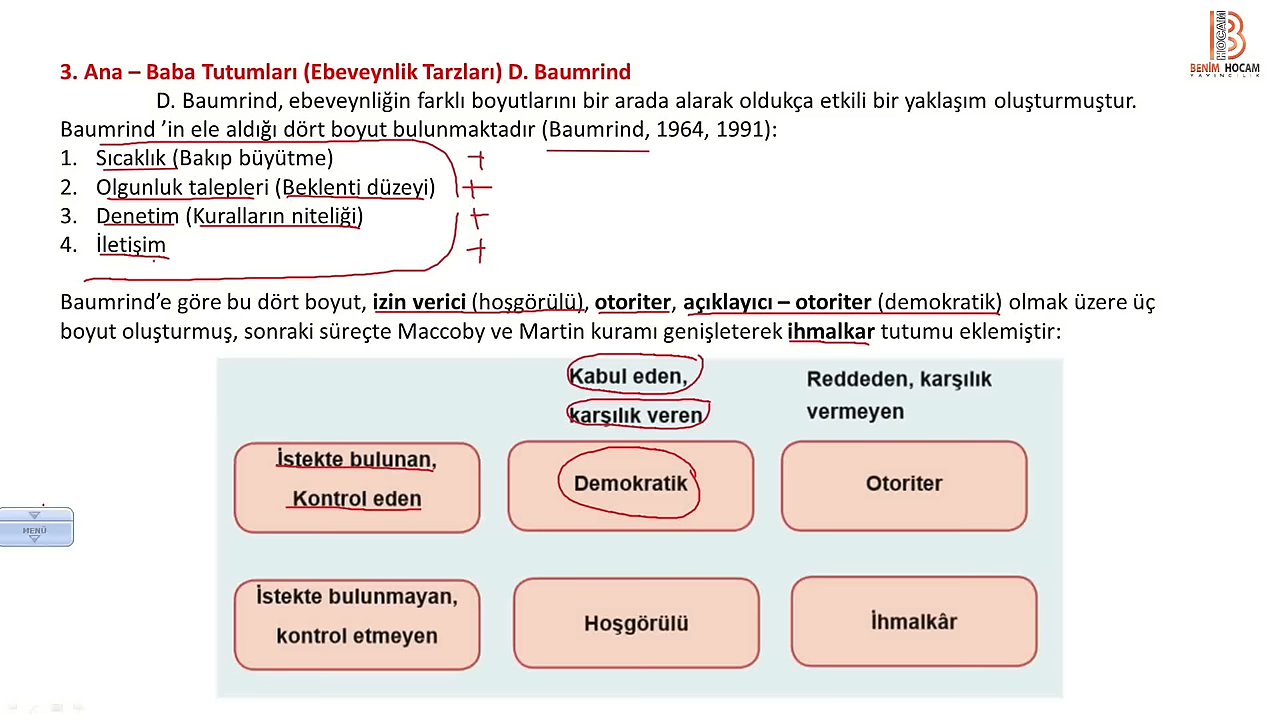 BENİM HOCAM
YAYINCILIK
3. Ana – Baba Tutumları (Ebeveynlik Tarzları) D. Baumrind
D. Baumrind, ebeveynliğin farklı boyutlarını bir arada alarak oldukça etkili bir yaklaşım oluşturmuştur.
Baumrind ’in ele aldığı dört boyut bulunmaktadır (Baumrind, 1964, 1991):
1. Sıcaklık (Bakıp büyütme) +
2. Olgunluk talepleri (Beklenti düzeyi) +
3. Denetim (Kuralların niteliği) +
4. İletişim +
Baumrind’e göre bu dört boyut, izin verici (hoşgörülü), otoriter, açıklayıcı – otoriter (demokratik) olmak üzere üç
boyut oluşturmuş, sonraki süreçte Maccoby ve Martin kuramı genişleterek ihmalkar tutumu eklemiştir:
Kabul eden,
karşılık veren
Reddeden, karşılık
vermeyen
İstekte bulunan,
Kontrol eden
Demokratik
Otoriter
İstekte bulunmayan,
kontrol etmeyen
Hoşgörülü
İhmalkâr
MENÜ